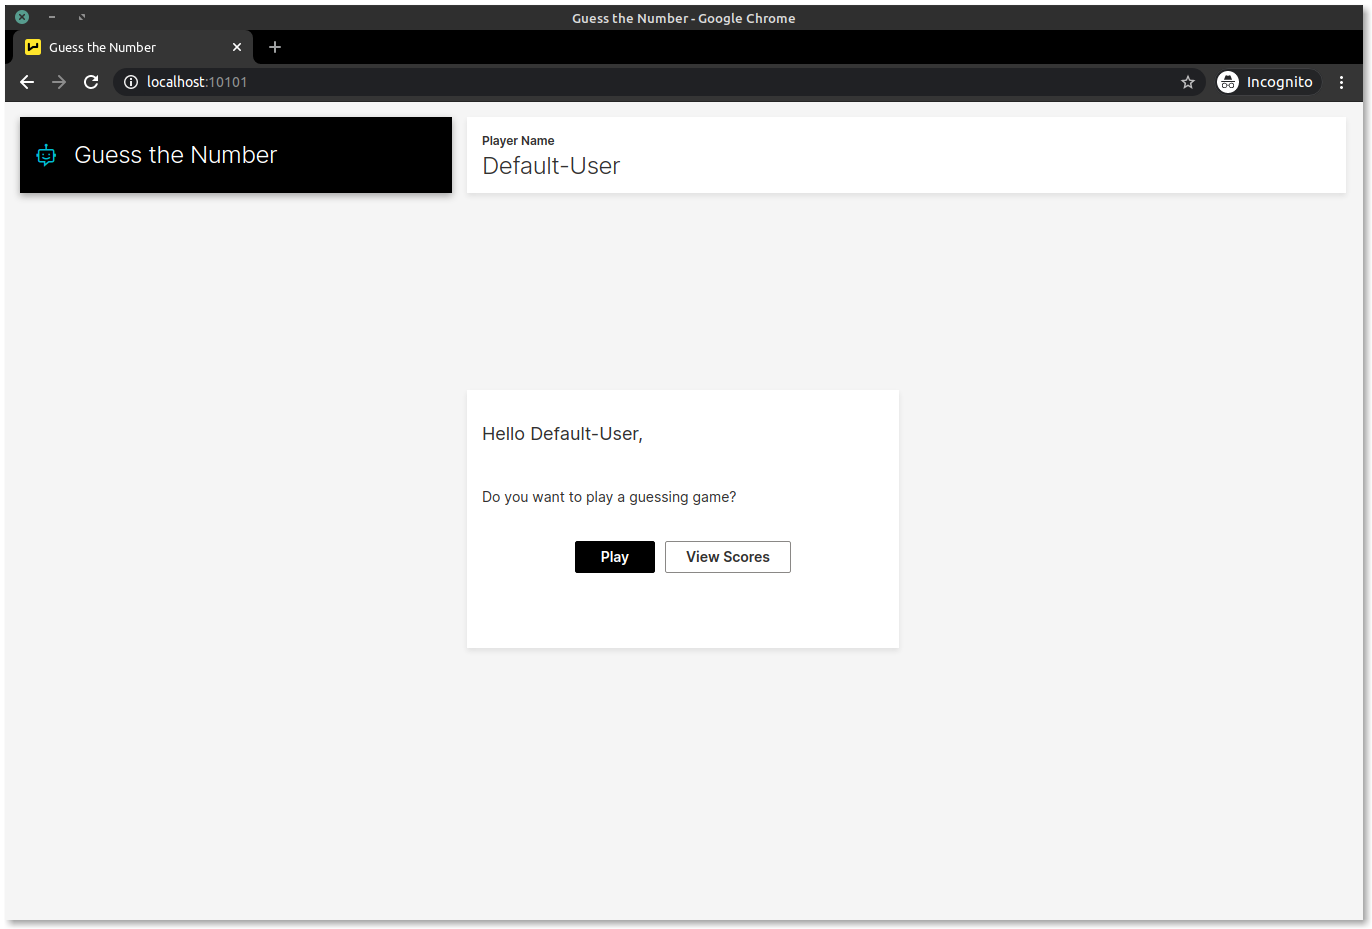 Guess the Number - Google Chrome
Guess the Number
localhost:10101
Incognito
Guess the Number
Player Name
Default-User
Hello Default-User,
Do you want to play a guessing game?
Play
View Scores